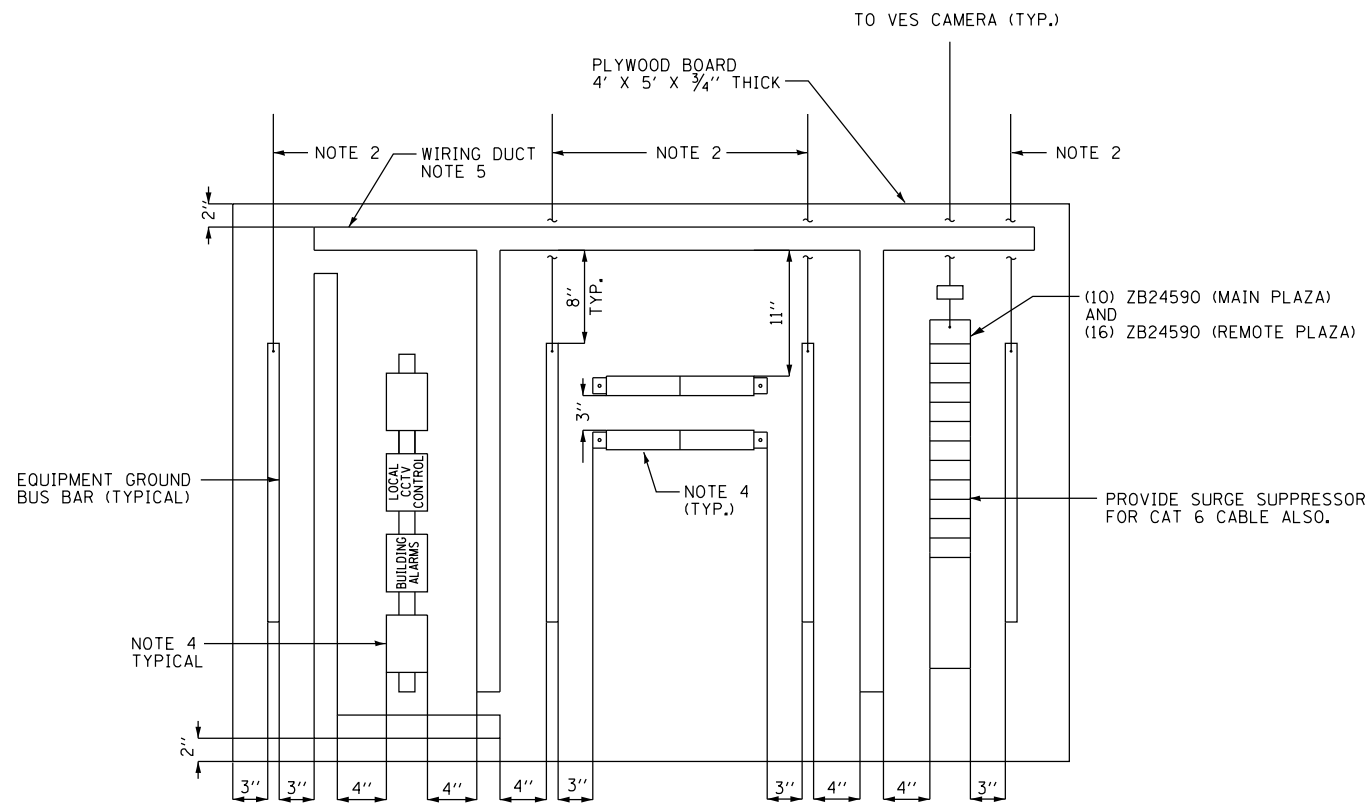 TO VES CAMERA (TYP.)
PLYWOOD BOARD
4' X 5' X 3/4'' THICK
NOTE 2
WIRING DUCT
NOTE 5
NOTE 2
NOTE 2
2''
8''
TYP.
11''
(10) ZB24590 (MAIN PLAZA)
AND
(16) ZB24590 (REMOTE PLAZA)
3''
EQUIPMENT GROUND
BUS BAR (TYPICAL)
LOCAL
CCTV
CONTROL
NOTE 4
(TYP.)
PROVIDE SURGE SUPPRESSOR
FOR CAT 6 CABLE ALSO.
BUILDING
ALARMS
NOTE 4
TYPICAL
2''
3''
3''
4''
4''
4''
3''
3''
4''
4''
3''